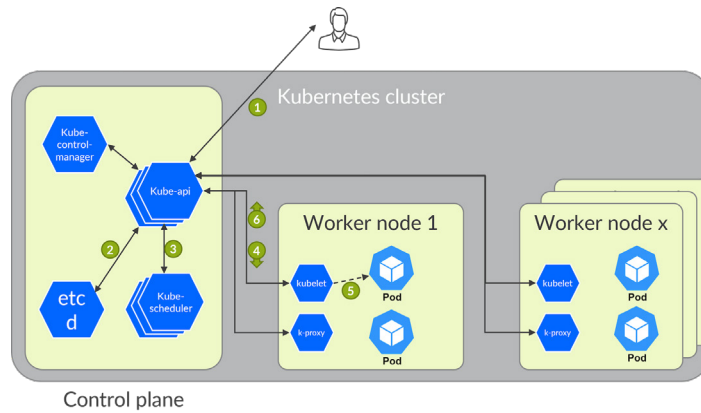 Kubernetes cluster
1
Kube-
control-
manager
Kube-api
2
3
6
4
etc
d
Kube-
scheduler
Worker node 1
kubelet
5
Pod
k-proxy
Pod
Worker node x
kubelet
Pod
k-proxy
Pod
Control plane